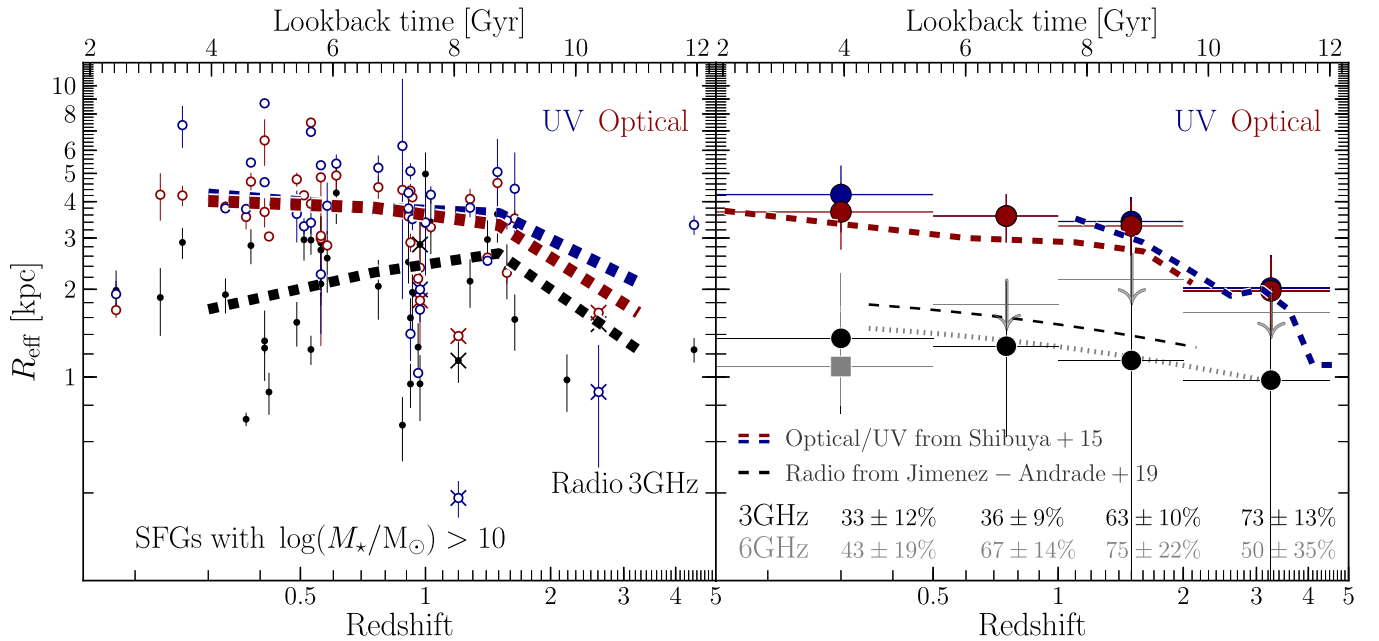 Lookback time [Gyr]
Lookback time [Gyr]
2 4 6 8 10 12
2 4 6 8 10 12
10
8
6
5
4
3
2
1
R_eff [kpc]
UV Optical
UV Optical
Radio 3GHz
SFGs with log(M⋆/M⊙) > 10
Optical/UV from Shibuya + 15
Radio from Jimenez − Andrade + 19
3GHz 33 ± 12% 36 ± 9% 63 ± 10% 73 ± 13%
6GHz 43 ± 19% 67 ± 14% 75 ± 22% 50 ± 35%
0.5 1 2 3 4 5
0.5 1 2 3 4 5
Redshift
Redshift